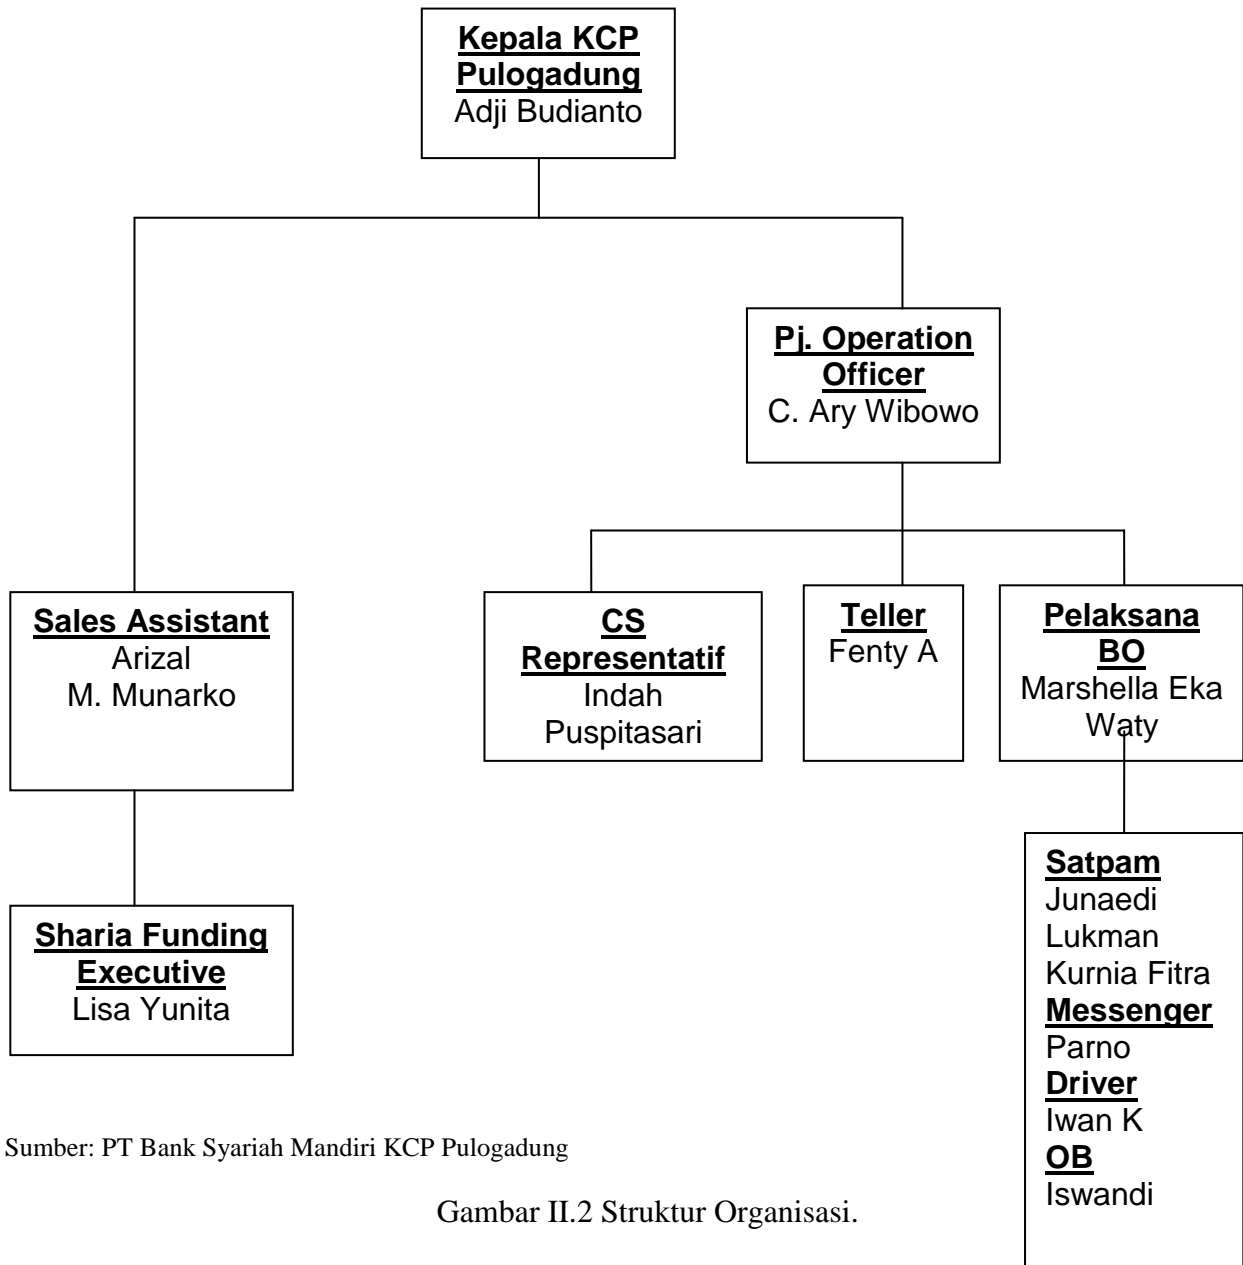 Kepala KCP
Pulogadung
Adji Budianto
Pj. Operation
Officer
C. Ary Wibowo
Sales Assistant
Arizal
M. Munarko
CS
Representatif
Indah
Puspitasari
Teller
Fenty A
Pelaksana
BO
Marshella Eka
Waty
Sharia Funding
Executive
Lisa Yunita
Satpam
Junaedi
Lukman
Kurnia Fitra
Messenger
Parno
Driver
Iwan K
OB
Iswandi
Sumber: PT Bank Syariah Mandiri KCP Pulogadung
Gambar II.2 Struktur Organisasi.